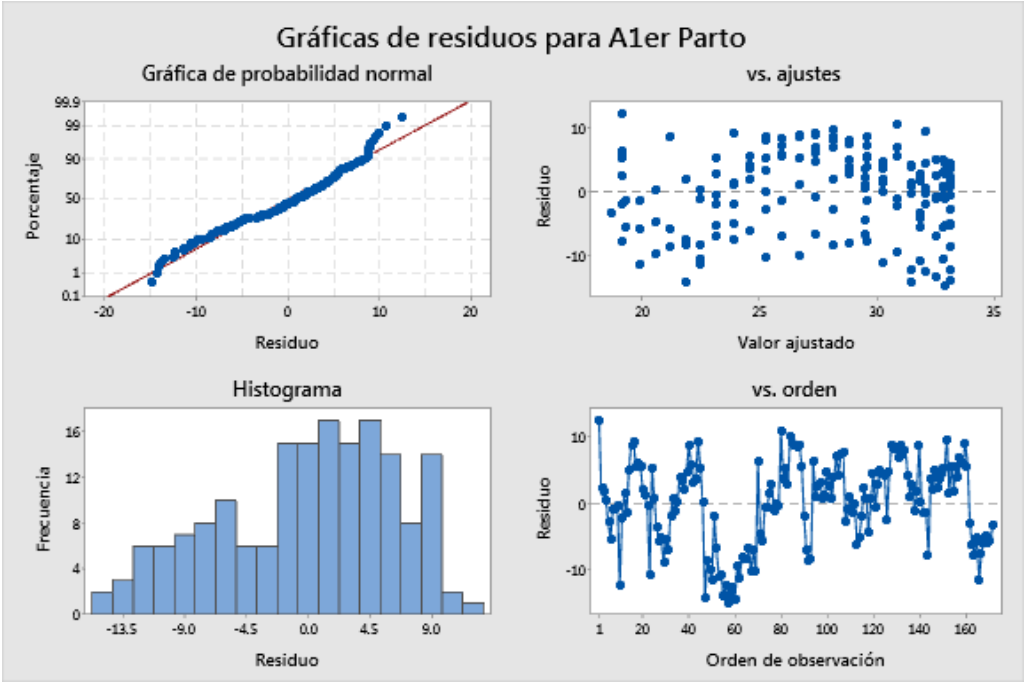 Gráficas de residuos para A1er Parto
Gráfica de probabilidad normal
99.9
99
90
50
10
1
0.1
Porcentaje
-20 -10 0 10 20
Residuo
vs. ajustes
10
0
-10
Residuo
20 25 30 35
Valor ajustado
Histograma
16
12
8
4
0
Frecuencia
-13.5 -9.0 -4.5 0.0 4.5 9.0
Residuo
vs. orden
10
0
-10
Residuo
1 20 40 60 80 100 120 140 160
Orden de observación